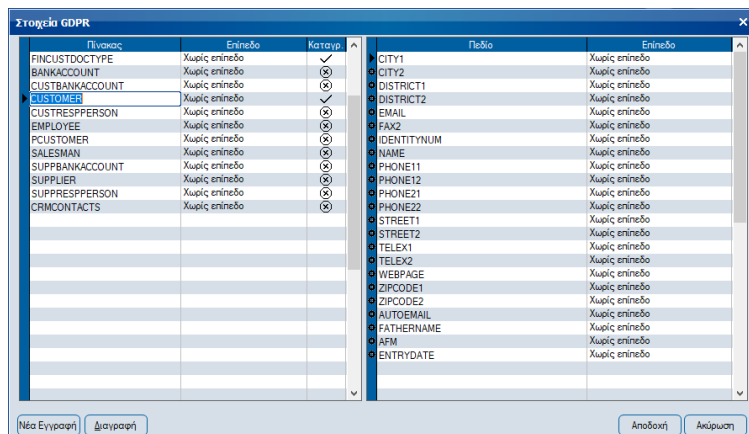 Στοιχεία GDPR
Πίνακας Επίπεδο Καταγρ.
FINCUSTDOCTYPE Χωρίς επίπεδο
BANKACCOUNT Χωρίς επίπεδο
CUSTBANKACCOUNT Χωρίς επίπεδο
CUSTOMER Χωρίς επίπεδο
CUSTRESPPERSON Χωρίς επίπεδο
EMPLOYEE Χωρίς επίπεδο
PCUSTOMER Χωρίς επίπεδο
SALESMAN Χωρίς επίπεδο
SUPPBANKACCOUNT Χωρίς επίπεδο
SUPPLIER Χωρίς επίπεδο
SUPPRESPPERSON Χωρίς επίπεδο
CRMCONTACTS Χωρίς επίπεδο
Πεδίο Επίπεδο
CITY1 Χωρίς επίπεδο
CITY2 Χωρίς επίπεδο
DISTRICT1 Χωρίς επίπεδο
DISTRICT2 Χωρίς επίπεδο
EMAIL Χωρίς επίπεδο
FAX2 Χωρίς επίπεδο
IDENTITYNUM Χωρίς επίπεδο
NAME Χωρίς επίπεδο
PHONE11 Χωρίς επίπεδο
PHONE12 Χωρίς επίπεδο
PHONE21 Χωρίς επίπεδο
PHONE22 Χωρίς επίπεδο
STREET1 Χωρίς επίπεδο
STREET2 Χωρίς επίπεδο
TELEX1 Χωρίς επίπεδο
TELEX2 Χωρίς επίπεδο
WEBPAGE Χωρίς επίπεδο
ZIPCODE1 Χωρίς επίπεδο
ZIPCODE2 Χωρίς επίπεδο
AUTOEMAIL Χωρίς επίπεδο
FATHERNAME Χωρίς επίπεδο
AFM Χωρίς επίπεδο
ENTRYDATE Χωρίς επίπεδο
Νέα Εγγραφή Διαγραφή Αποδοχή Ακύρωση